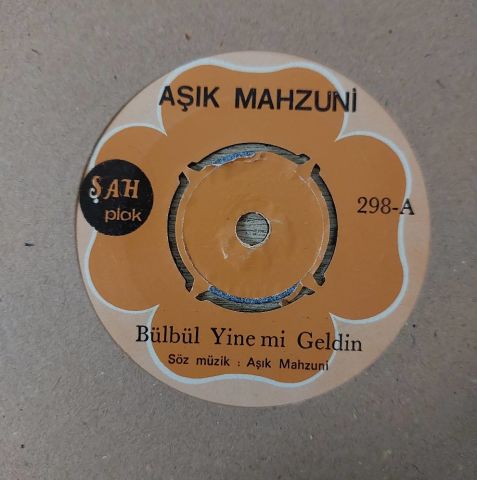 AŞIK MAHZUNİ
ŞAH
plak
298-A
Bülbül Yine mi Geldin
Söz müzik : Aşık Mahzuni